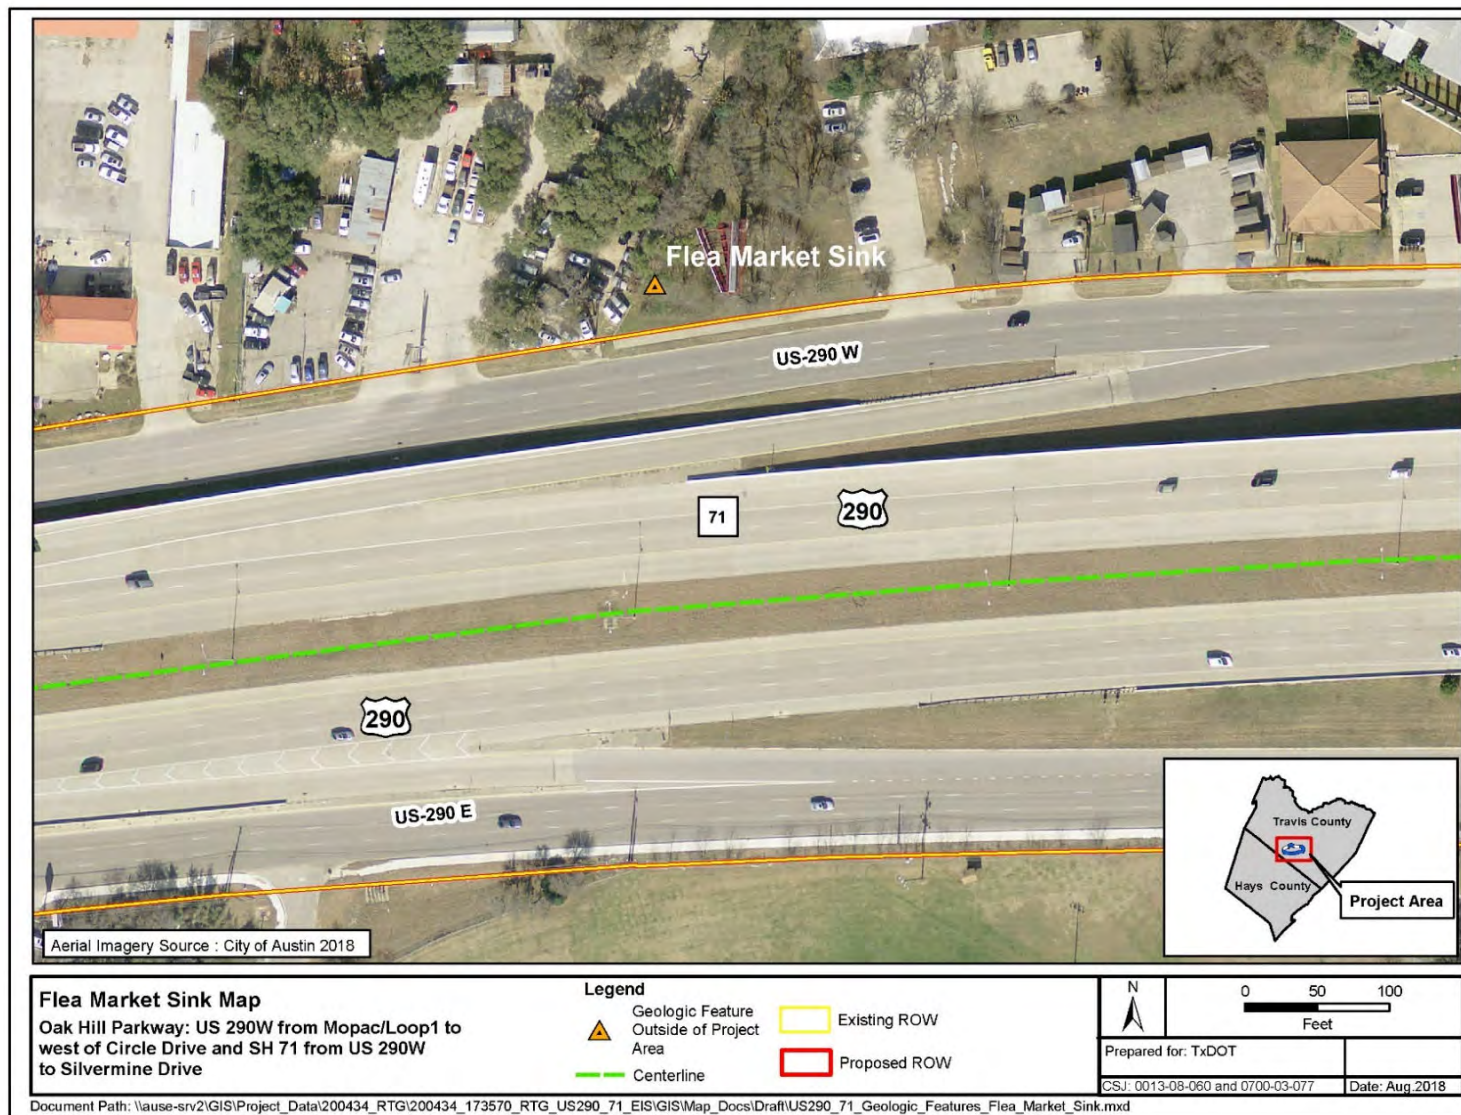 Flea Market Sink
US-290 W
71
290
290
US-290 E
Travis County
Hays County
Project Area
Aerial Imagery Source : City of Austin 2018
Flea Market Sink Map
Oak Hill Parkway: US 290W from Mopac/Loop1 to
west of Circle Drive and SH 71 from US 290W
to Silvermine Drive
Legend
Geologic Feature
Outside of Project
Area
Centerline
Existing ROW
Proposed ROW
N
0 50 100
Feet
Prepared for: TxDOT
CSJ: 0013-08-060 and 0700-03-077
Date: Aug.2018
Document Path: \\ause-srv2\GIS\Project_Data\200434_RTG\200434_173570_RTG_US290_71_EIS\GIS\Map_Docs\Draft\US290_71_Geologic_Features_Flea_Market_Sink.mxd